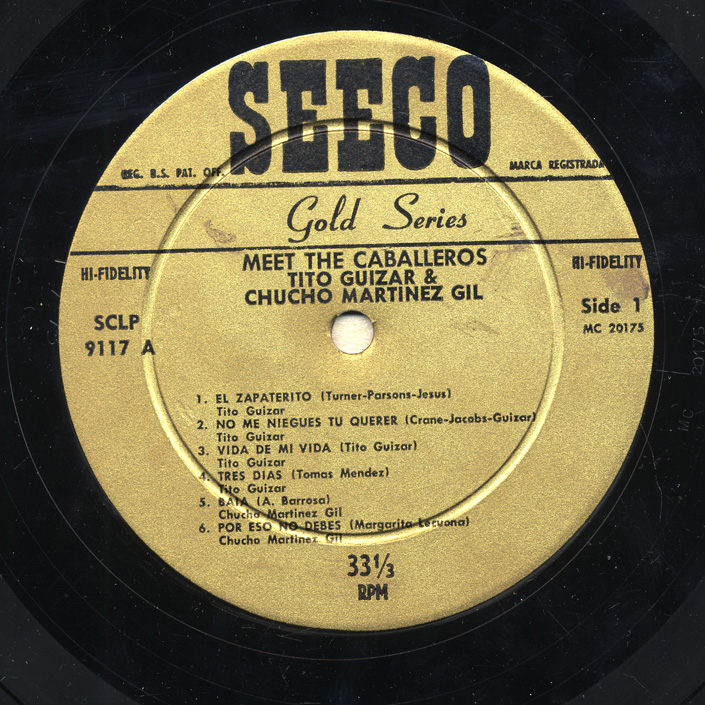 SEECO
REG. B.S. PAT. OFF. MARCA REGISTRADA
Gold Series
MEET THE CABALLEROS
TITO GUIZAR &
CHUCHO MARTINEZ GIL
HI-FIDELITY
HI-FIDELITY
SCLP
9117 A
Side 1
MC 20175
1. EL ZAPATERITO (Turner-Parsons-Jesus)
Tito Guizar
2. NO ME NIEGUES TU QUERER (Crane-Jacobs-Guizar)
Tito Guizar
3. VIDA DE MI VIDA (Tito Guizar)
Tito Guizar
4. TRES DIAS (Tomas Mendez)
Tito Guizar
5. BAIA (A. Barrosa)
Chucho Martinez Gil
6. POR ESO NO DEBES (Margarita Lecuona)
Chucho Martinez Gil
33⅓
RPM
MC 20175